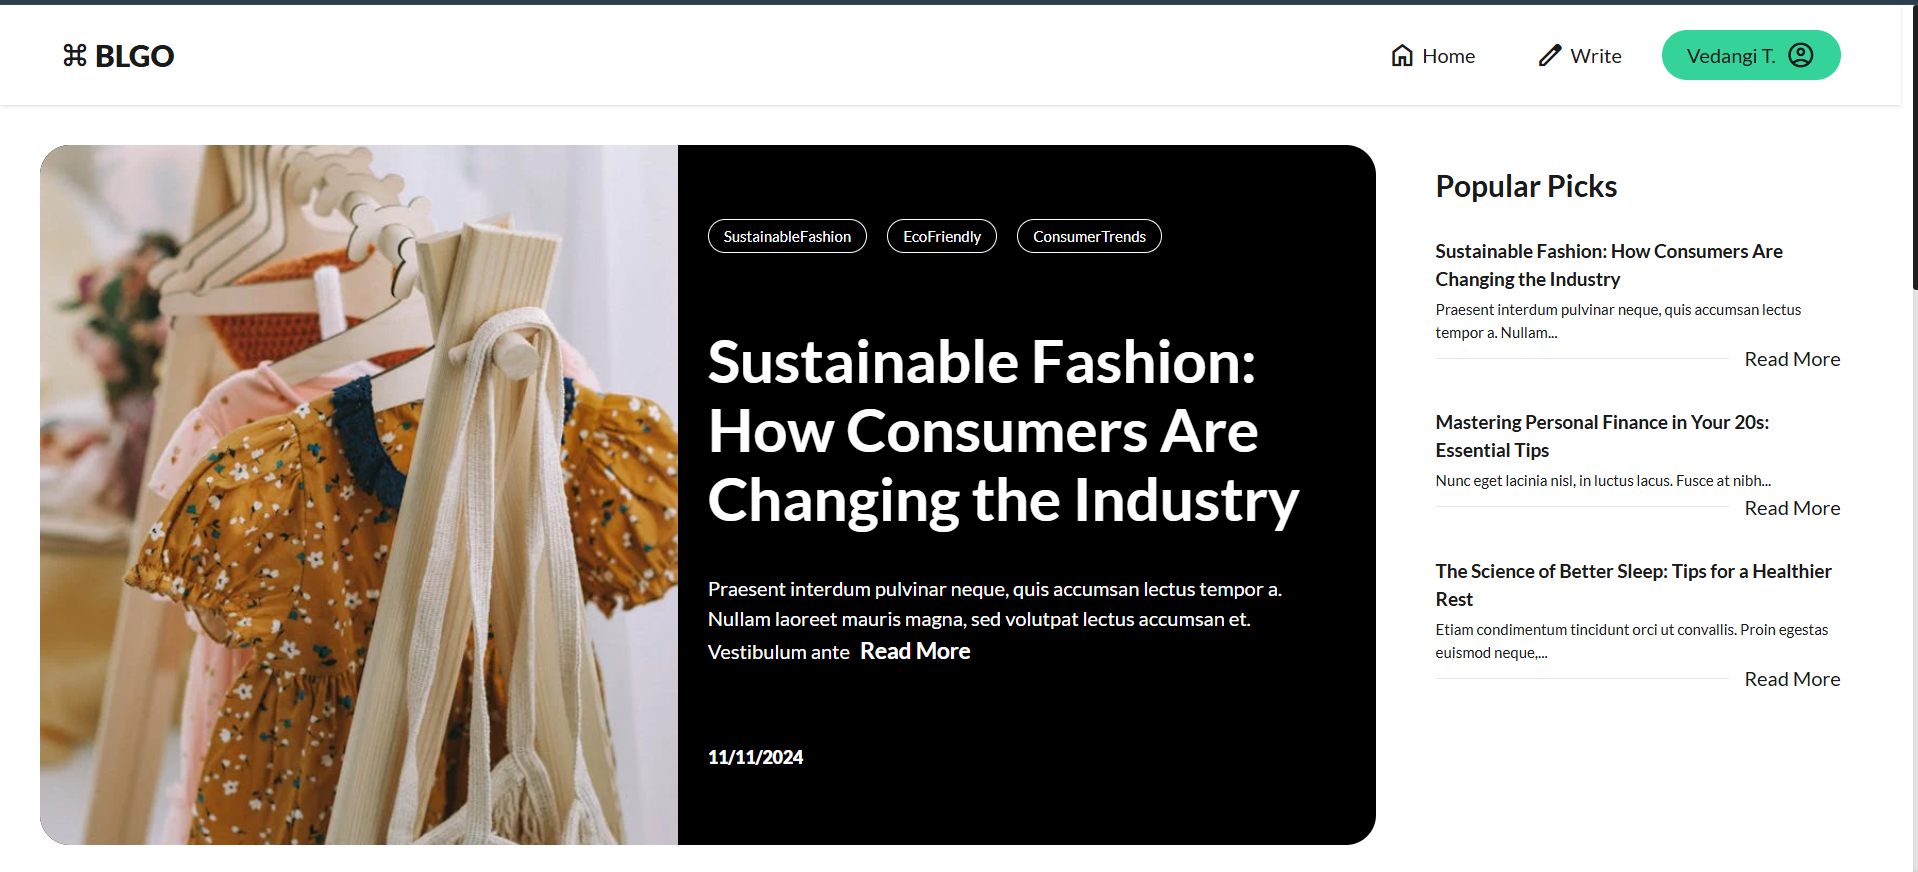 ⌘ BLGO
Home
Write
Vedangi T.
SustainableFashion
EcoFriendly
ConsumerTrends
Sustainable Fashion:
How Consumers Are
Changing the Industry
Praesent interdum pulvinar neque, quis accumsan lectus tempor a.
Nullam laoreet mauris magna, sed volutpat lectus accumsan et.
Vestibulum ante Read More
11/11/2024
Popular Picks
Sustainable Fashion: How Consumers Are
Changing the Industry
Praesent interdum pulvinar neque, quis accumsan lectus
tempor a. Nullam...
Read More
Mastering Personal Finance in Your 20s:
Essential Tips
Nunc eget lacinia nisl, in luctus lacus. Fusce at nibh...
Read More
The Science of Better Sleep: Tips for a Healthier
Rest
Etiam condimentum tincidunt orci ut convallis. Proin egestas
euismod neque,...
Read More